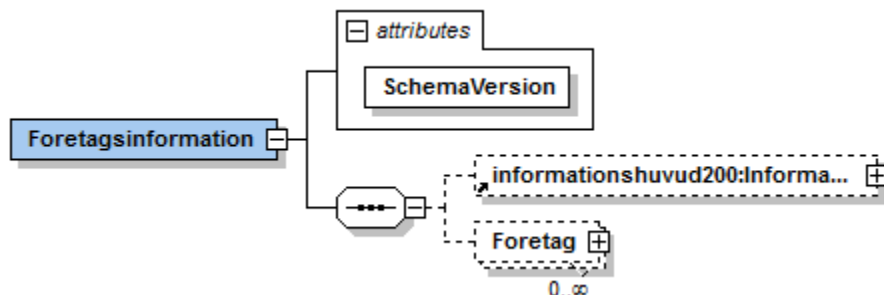 attributes
SchemaVersion
Foretagsinformation
informationshuvud200:Informa...
Foretag
0..∞